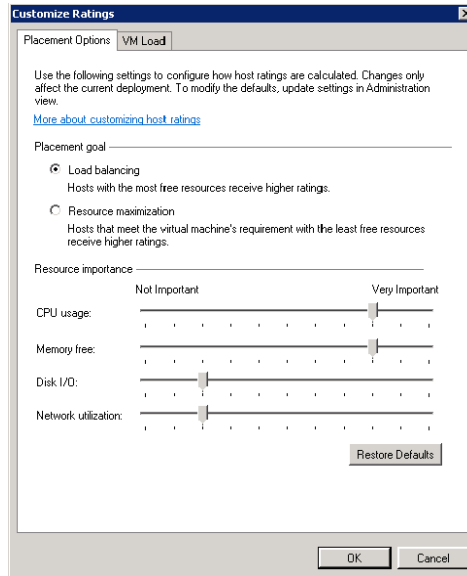 Customize Ratings
Placement Options VM Load
Use the following settings to configure how host ratings are calculated. Changes only
affect the current deployment. To modify the defaults, update settings in Administration
view.
More about customizing host ratings
Placement goal
Load balancing
Hosts with the most free resources receive higher ratings.
Resource maximization
Hosts that meet the virtual machine's requirement with the least free resources
receive higher ratings.
Resource importance
Not Important Very Important
CPU usage:
Memory free:
Disk I/O:
Network utilization:
Restore Defaults
OK Cancel